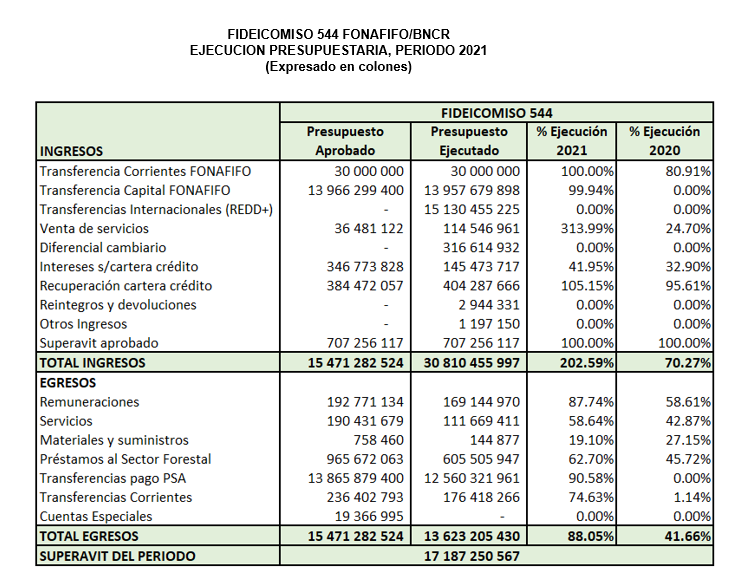 FIDEICOMISO 544 FONAFIFO/BNCR
EJECUCION PRESUPUESTARIA, PERIODO 2021
(Expresado en colones)
FIDEICOMISO 544
INGRESOS Presupuesto Aprobado Presupuesto Ejecutado % Ejecución 2021 % Ejecución 2020
Transferencia Corrientes FONAFIFO 30 000 000 30 000 000 100.00% 80.91%
Transferencia Capital FONAFIFO 13 966 299 400 13 957 679 898 99.94% 0.00%
Transferencias Internacionales (REDD+) - 15 130 455 225 0.00% 0.00%
Venta de servicios 36 481 122 114 546 961 313.99% 24.70%
Diferencial cambiario - 316 614 932 0.00% 0.00%
Intereses s/cartera crédito 346 773 828 145 473 717 41.95% 32.90%
Recuperación cartera crédito 384 472 057 404 287 666 105.15% 95.61%
Reintegros y devoluciones - 2 944 331 0.00% 0.00%
Otros Ingresos - 1 197 150 0.00% 0.00%
Superavit aprobado 707 256 117 707 256 117 100.00% 100.00%
TOTAL INGRESOS 15 471 282 524 30 810 455 997 202.59% 70.27%
EGRESOS
Remuneraciones 192 771 134 169 144 970 87.74% 58.61%
Servicios 190 431 679 111 669 411 58.64% 42.87%
Materiales y suministros 758 460 144 877 19.10% 27.15%
Préstamos al Sector Forestal 965 672 063 605 505 947 62.70% 45.72%
Transferencias pago PSA 13 865 879 400 12 560 321 961 90.58% 0.00%
Transferencias Corrientes 236 402 793 176 418 266 74.63% 1.14%
Cuentas Especiales 19 366 995 - 0.00% 0.00%
TOTAL EGRESOS 15 471 282 524 13 623 205 430 88.05% 41.66%
SUPERAVIT DEL PERIODO 17 187 250 567